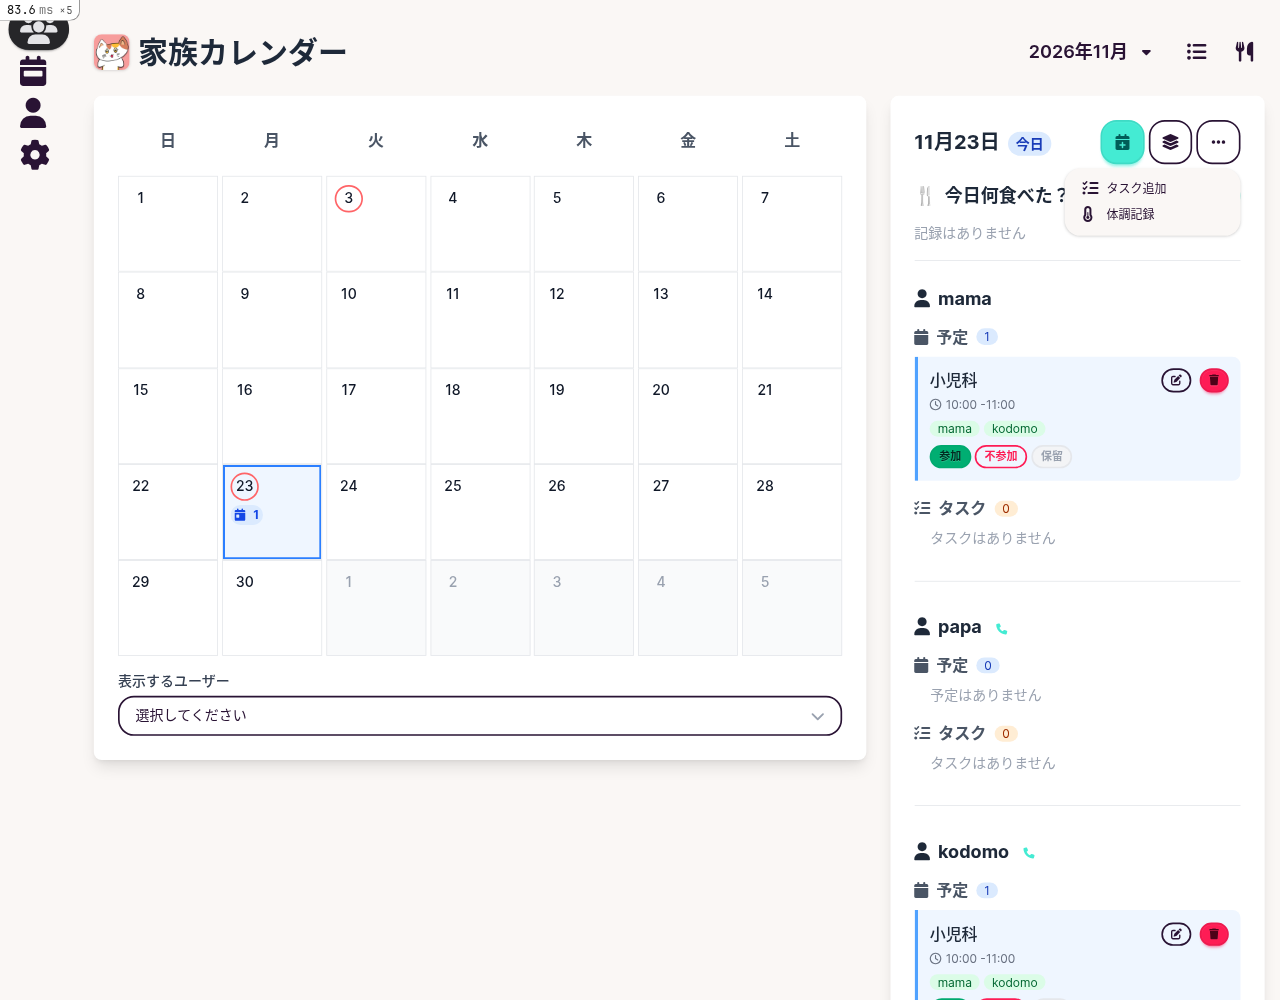 83.6 ms ×5
家族カレンダー
2026年11月
日 月 火 水 木 金 土
1 2 3 4 5 6 7
8 9 10 11 12 13 14
15 16 17 18 19 20 21
22 23 24 25 26 27 28
1
29 30 1 2 3 4 5
表示するユーザー
選択してください
11月23日 今日
タスク追加
体調記録
今日何食べた？
記録はありません
mama
予定 1
小児科
10:00 -11:00
mama kodomo
参加 不参加 保留
タスク 0
タスクはありません
papa
予定 0
予定はありません
タスク 0
タスクはありません
kodomo
予定 1
小児科
10:00 -11:00
mama kodomo